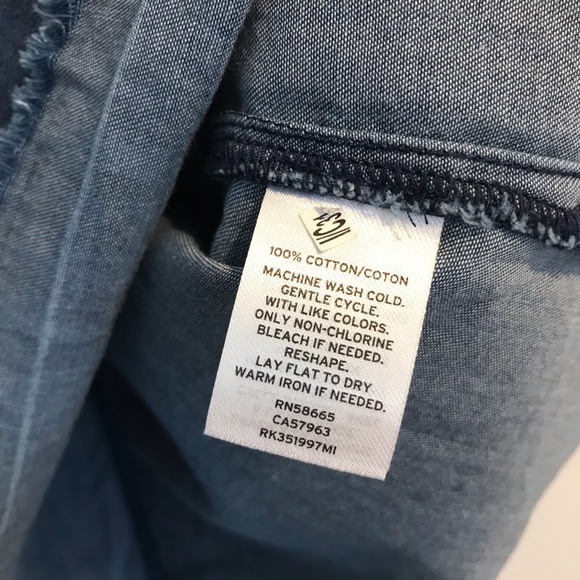 100% COTTON/COTON
MACHINE WASH COLD.
GENTLE CYCLE.
WITH LIKE COLORS.
ONLY NON-CHLORINE
BLEACH IF NEEDED.
RESHAPE.
LAY FLAT TO DRY
WARM IRON IF NEEDED.
RN58665
CA57963
RK351997MI